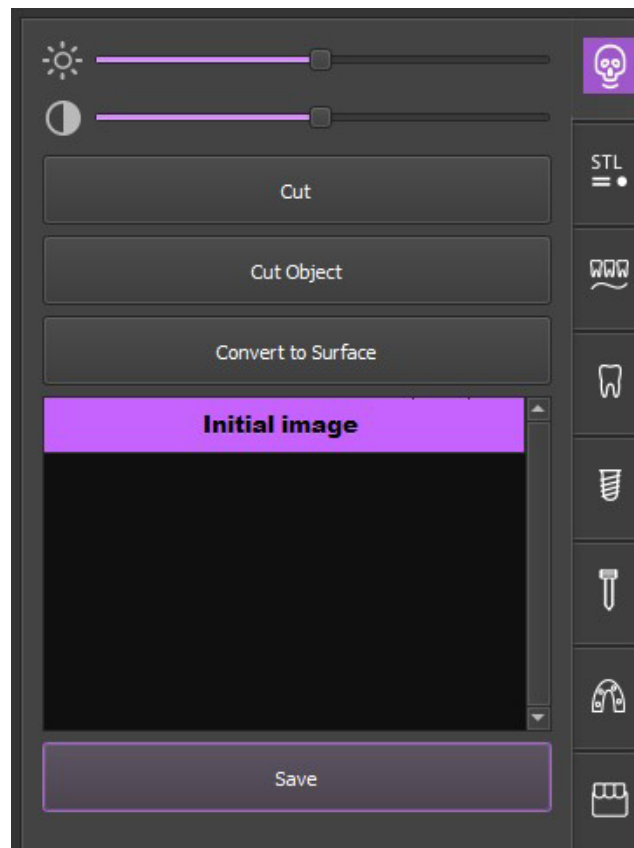 STL
Cut
Cut Object
Convert to Surface
Initial image
Save